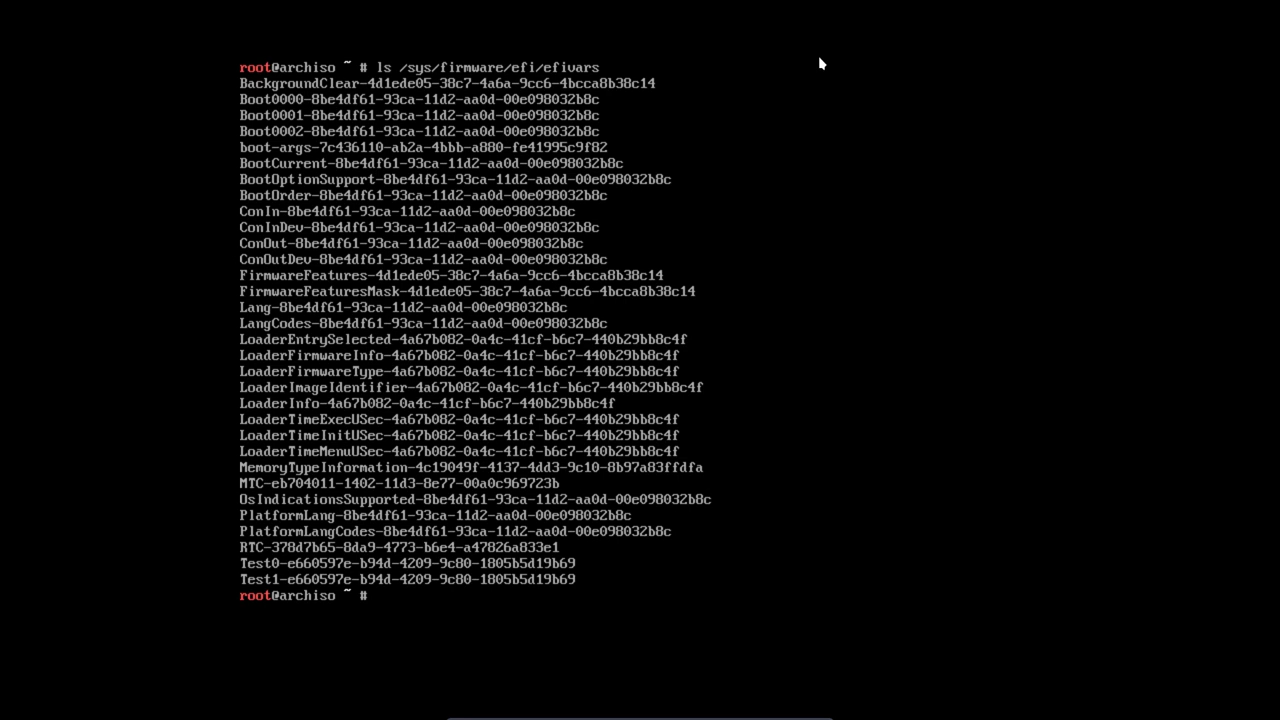 root@archiso ~ # ls /sys/firmware/efi/efivars
BackgroundClear-4d1ede05-38c7-4a6a-9cc6-4bcca8b38c14
Boot0000-8be4df61-93ca-11d2-aa0d-00e098032b8c
Boot0001-8be4df61-93ca-11d2-aa0d-00e098032b8c
Boot0002-8be4df61-93ca-11d2-aa0d-00e098032b8c
boot-args-7c436110-ab2a-4bbb-a880-fe41995c9f82
BootCurrent-8be4df61-93ca-11d2-aa0d-00e098032b8c
BootOptionSupport-8be4df61-93ca-11d2-aa0d-00e098032b8c
BootOrder-8be4df61-93ca-11d2-aa0d-00e098032b8c
ConIn-8be4df61-93ca-11d2-aa0d-00e098032b8c
ConInDev-8be4df61-93ca-11d2-aa0d-00e098032b8c
ConOut-8be4df61-93ca-11d2-aa0d-00e098032b8c
ConOutDev-8be4df61-93ca-11d2-aa0d-00e098032b8c
FirmwareFeatures-4d1ede05-38c7-4a6a-9cc6-4bcca8b38c14
FirmwareFeaturesMask-4d1ede05-38c7-4a6a-9cc6-4bcca8b38c14
Lang-8be4df61-93ca-11d2-aa0d-00e098032b8c
LangCodes-8be4df61-93ca-11d2-aa0d-00e098032b8c
LoaderEntrySelected-4a67b082-0a4c-41cf-b6c7-440b29bb8c4f
LoaderFirmwareInfo-4a67b082-0a4c-41cf-b6c7-440b29bb8c4f
LoaderFirmwareType-4a67b082-0a4c-41cf-b6c7-440b29bb8c4f
LoaderImageIdentifier-4a67b082-0a4c-41cf-b6c7-440b29bb8c4f
LoaderInfo-4a67b082-0a4c-41cf-b6c7-440b29bb8c4f
LoaderTimeExecUSec-4a67b082-0a4c-41cf-b6c7-440b29bb8c4f
LoaderTimeInitUSec-4a67b082-0a4c-41cf-b6c7-440b29bb8c4f
LoaderTimeMenuUSec-4a67b082-0a4c-41cf-b6c7-440b29bb8c4f
MemoryTypeInformation-4c19049f-4137-4dd3-9c10-8b97a83ffdfa
MTC-eb704011-1402-11d3-8e77-00a0c969723b
OsIndicationsSupported-8be4df61-93ca-11d2-aa0d-00e098032b8c
PlatformLang-8be4df61-93ca-11d2-aa0d-00e098032b8c
PlatformLangCodes-8be4df61-93ca-11d2-aa0d-00e098032b8c
RTC-378d7b65-8da9-4773-b6e4-a47826a833e1
Test0-e660597e-b94d-4209-9c80-1805b5d19b69
Test1-e660597e-b94d-4209-9c80-1805b5d19b69
root@archiso ~ #